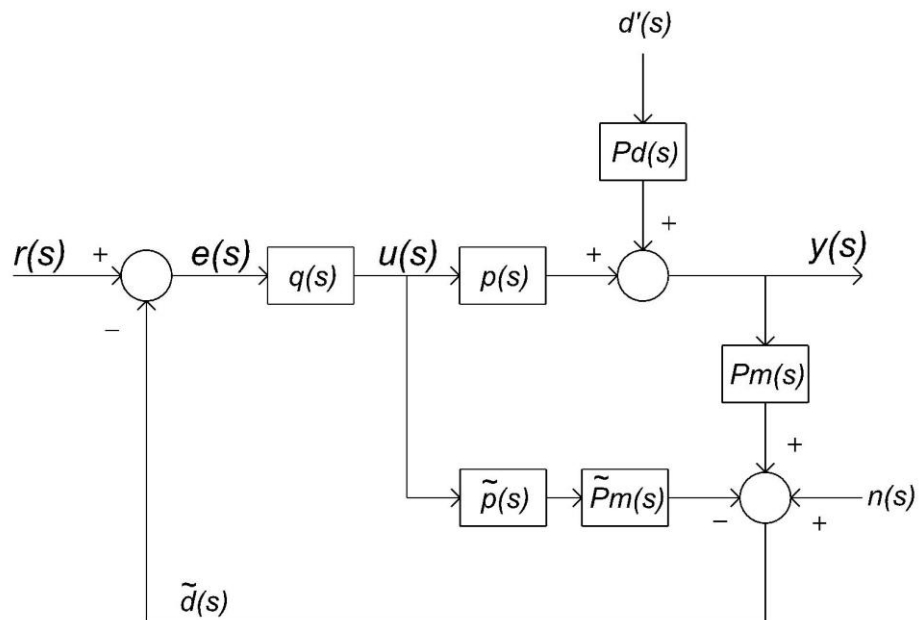 d'(s)
Pd(s)
+
r(s) + e(s) q(s) u(s) p(s) + y(s)
−
Pm(s)
+
p̃(s) P̃m(s) − + n(s)
d̃(s)